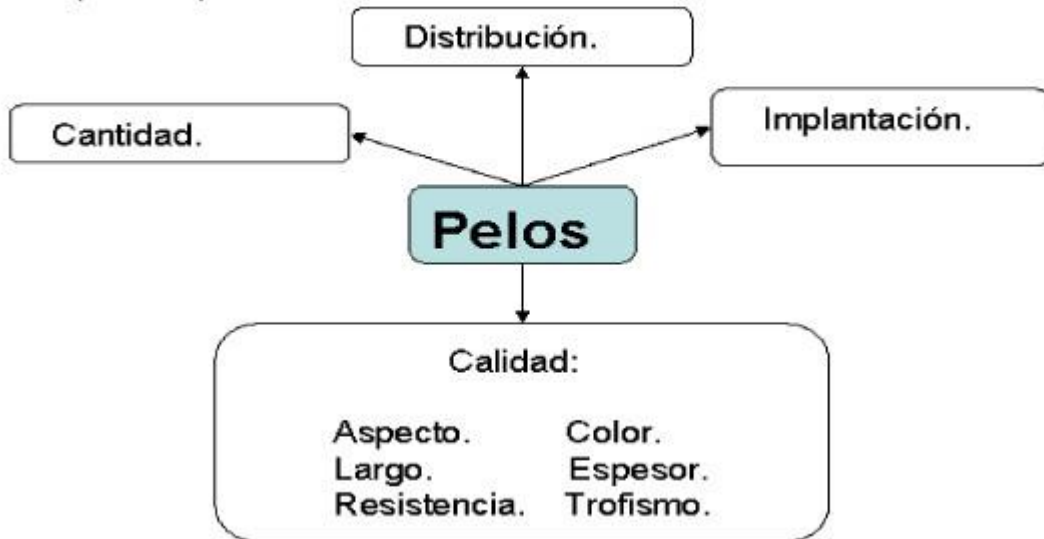 Distribución.
Cantidad.
Implantación.
Pelos
Calidad:
Aspecto. Color.
Largo. Espesor.
Resistencia. Trofismo.